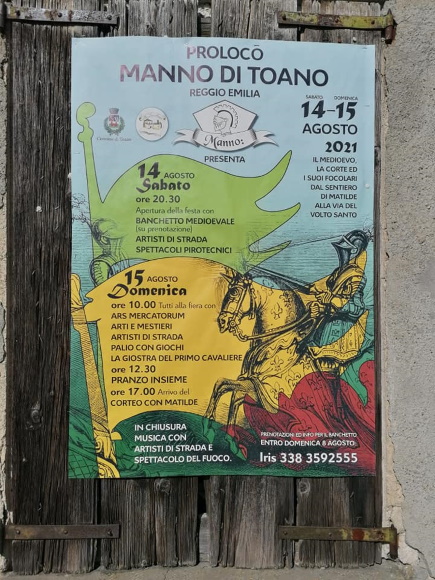 PROLOCO
MANNO DI TOANO
REGGIO EMILIA
Manno:
PRESENTA
SABATO DOMENICA
14-15
AGOSTO
2021
IL MEDIOEVO,
LA CORTE ED
I SUOI FOCOLARI
DAL SENTIERO
DI MATILDE
ALLA VIA DEL
VOLTO SANTO
14 AGOSTO
Sabato
ore 20.30
Apertura della festa con
BANCHETTO MEDIOEVALE
(su prenotazione)
ARTISTI DI STRADA
SPETTACOLI PIROTECNICI
15 AGOSTO
Domenica
ore 10.00 Tutti alla fiera con
ARS MERCATORUM
ARTI E MESTIERI
ARTISTI DI STRADA
PALIO CON GIOCHI
LA GIOSTRA DEL PRIMO CAVALIERE
ore 12.30
PRANZO INSIEME
ore 17.00 Arrivo del
CORTEO CON MATILDE
IN CHIUSURA
MUSICA CON
ARTISTI DI STRADA E
SPETTACOLO DEL FUOCO.
PRENOTAZIONI ED INFO PER IL BANCHETTO
ENTRO DOMENICA 8 AGOSTO:
Iris 338 3592555